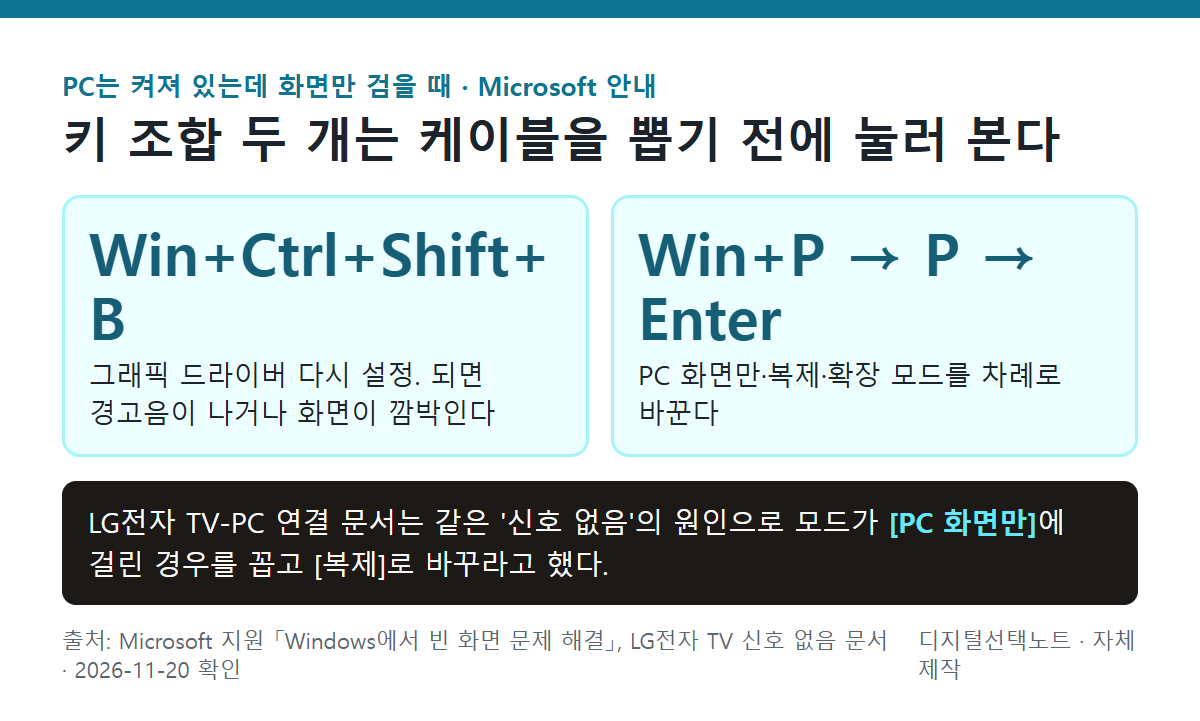 PC는 켜져 있는데 화면만 검을 때 · Microsoft 안내
키 조합 두 개는 케이블을 뽑기 전에 눌러 본다
Win+Ctrl+Shift+
B
그래픽 드라이버 다시 설정. 되면
경고음이 나거나 화면이 깜박인다
Win+P → P →
Enter
PC 화면만·복제·확장 모드를 차례로
바꾼다
LG전자 TV-PC 연결 문서는 같은 '신호 없음'의 원인으로 모드가 [PC 화면만]에
걸린 경우를 꼽고 [복제]로 바꾸라고 했다.
출처: Microsoft 지원 「Windows에서 빈 화면 문제 해결」, LG전자 TV 신호 없음 문서
· 2026-11-20 확인
디지털선택노트 · 자체
제작